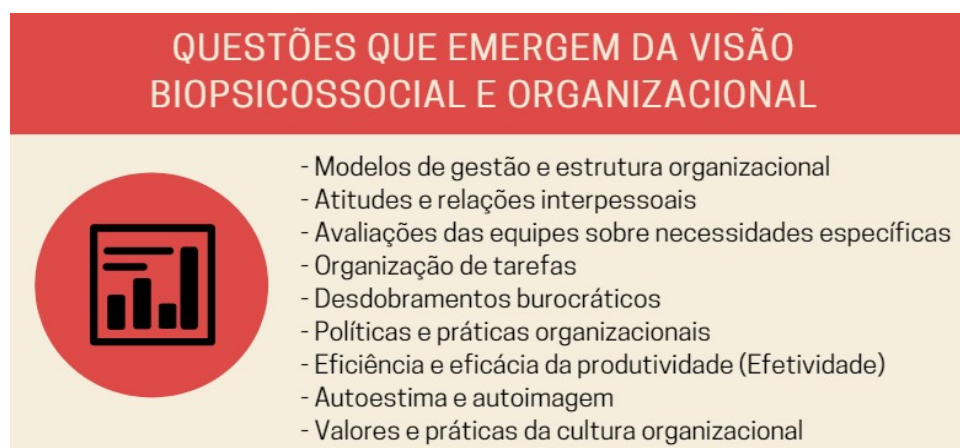 QUESTÕES QUE EMERGEM DA VISÃO
BIOPSICOSSOCIAL E ORGANIZACIONAL
- Modelos de gestão e estrutura organizacional
- Atitudes e relações interpessoais
- Avaliações das equipes sobre necessidades específicas
- Organização de tarefas
- Desdobramentos burocráticos
- Políticas e práticas organizacionais
- Eficiência e eficácia da produtividade (Efetividade)
- Autoestima e autoimagem
- Valores e práticas da cultura organizacional